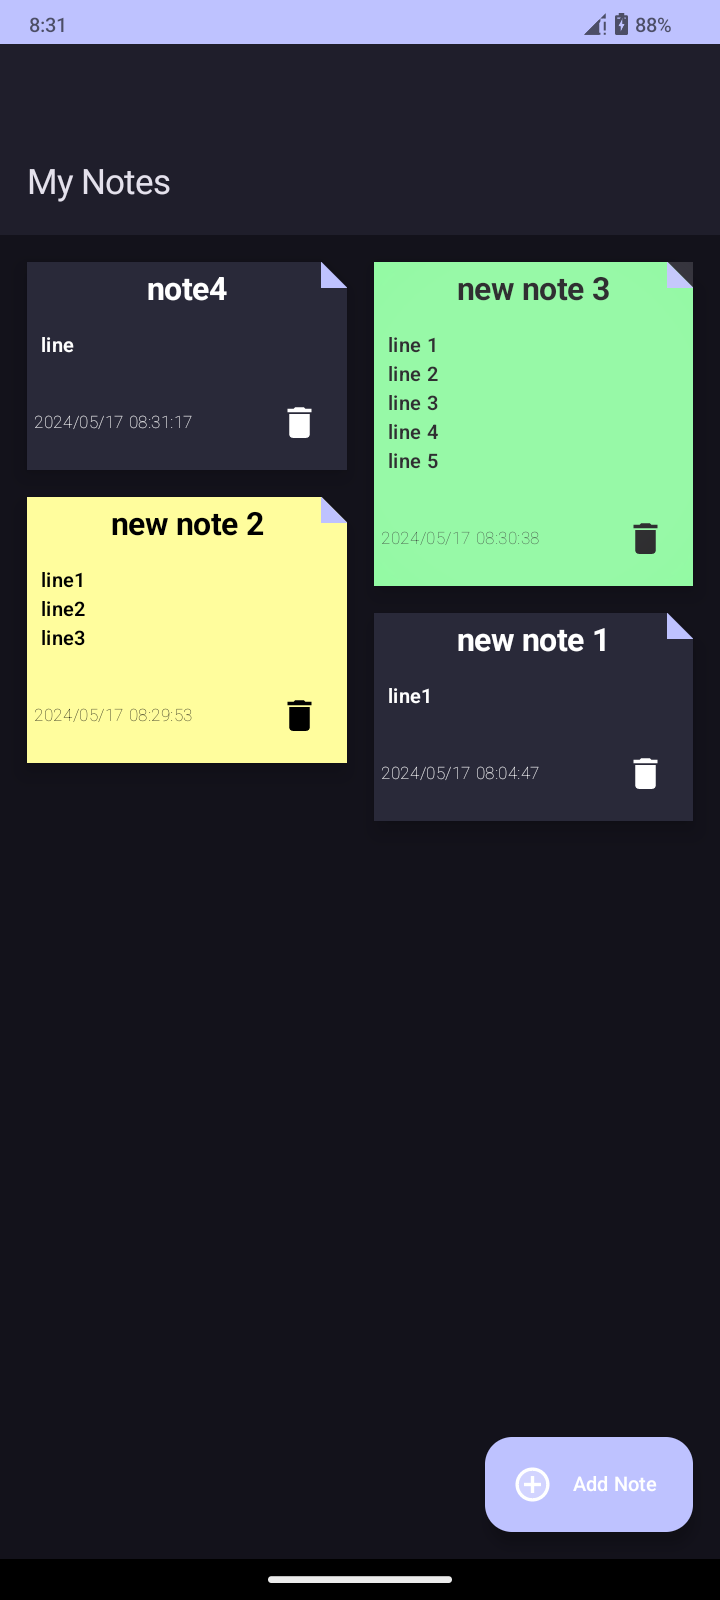 8:31
88%
My Notes
note4
line
2024/05/17 08:31:17
new note 3
line 1
line 2
line 3
line 4
line 5
2024/05/17 08:30:38
new note 2
line1
line2
line3
2024/05/17 08:29:53
new note 1
line1
2024/05/17 08:04:47
Add Note